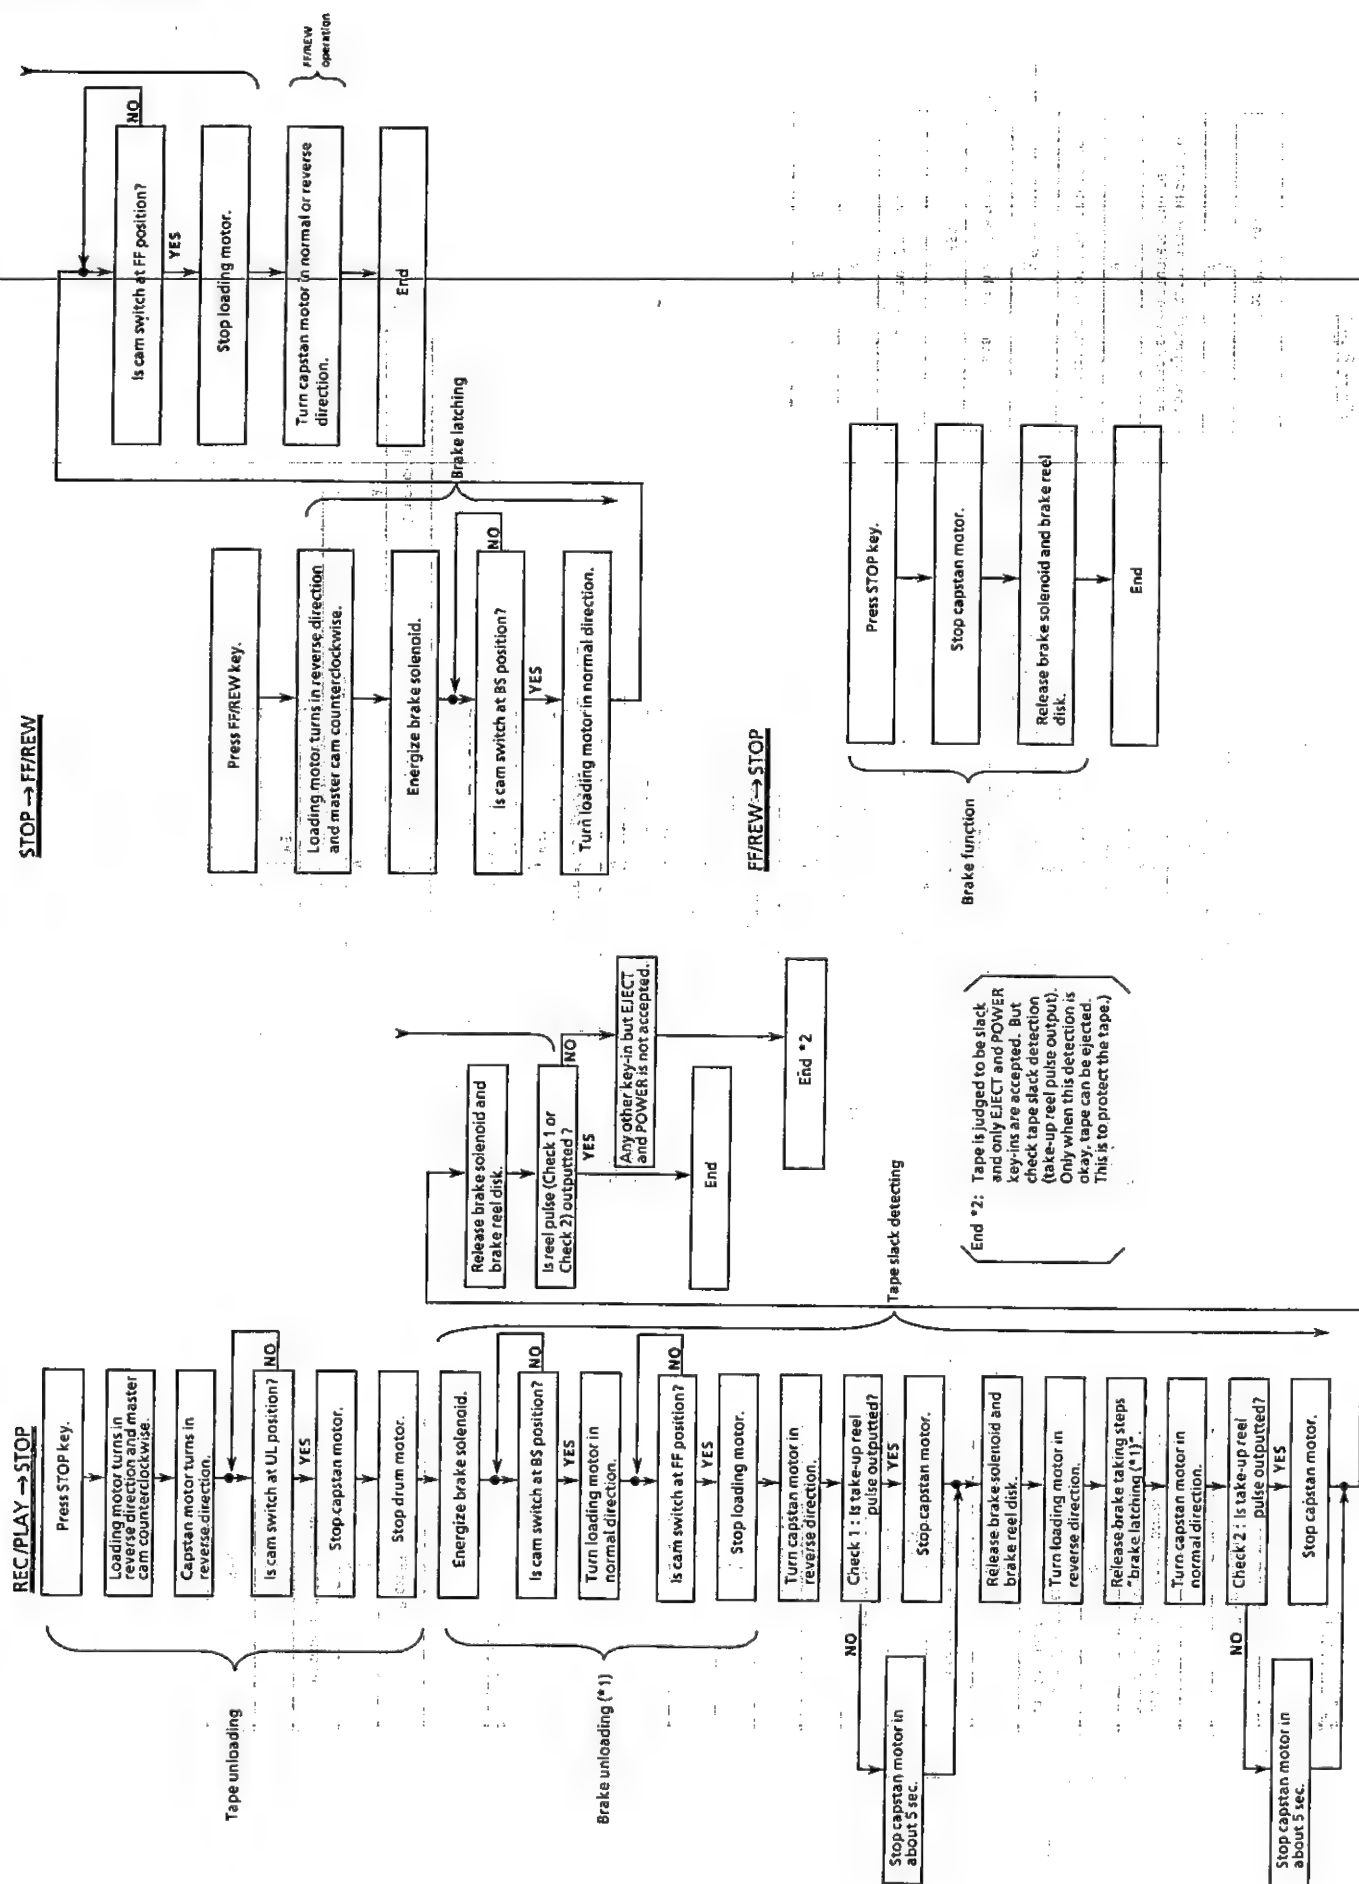 REC/PLAY → STOP
Press STOP key.
Loading motor turns in
reverse direction and master
cam counterclockwise.
Capstan motor turns in
reverse direction.
Is cam switch at UL position?
NO
YES
Stop capstan motor.
Stop drum motor.
Tape unloading
Energize brake solenoid.
Is cam switch at BS position?
NO
YES
Turn loading motor in
normal direction.
Is cam switch at FF position?
NO
YES
Stop loading motor.
Brake unloading (*1)
Turn capstan motor in
reverse direction.
Check 1 : Is take-up reel
pulse outputted?
NO
YES
Stop capstan motor in
about 5 sec.
Stop capstan motor.
Release brake solenoid and
brake reel disk.
Turn loading motor in
reverse direction.
Release brake taking steps
"brake latching (*1)".
Turn capstan motor in
normal direction.
Check 2 : Is take-up reel
pulse outputted?
NO
YES
Stop capstan motor in
about 5 sec.
Stop capstan motor.
Tape slack detecting
Release brake solenoid and
brake reel disk.
Is reel pulse (Check 1 or
Check 2) outputted ?
NO
YES
Any other key-in but EJECT
and POWER is not accepted.
End
End *2
End *2: Tape is judged to be slack
and only EJECT and POWER
key-ins are accepted. But
check tape slack detection
(take-up reel pulse output).
Only when this detection is
okay, tape can be ejected.
This is to protect the tape.)
STOP → FF/REW
Press FF/REW key.
Loading motor turns in reverse direction
and master cam counterclockwise.
Energize brake solenoid.
Is cam switch at BS position?
NO
YES
Turn loading motor in normal direction.
Brake latching
Is cam switch at FF position?
NO
YES
Stop loading motor.
Turn capstan motor in normal or reverse
direction.
FF/REW
operation
End
FF/REW → STOP
Press STOP key.
Stop capstan motor.
Release brake solenoid and brake reel
disk.
Brake function
End